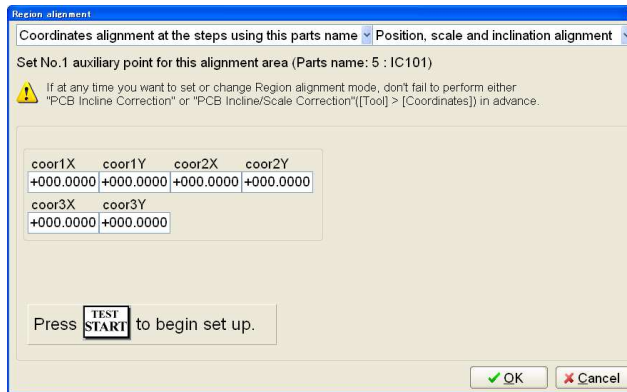 Region alignment
Coordinates alignment at the steps using this parts name Position, scale and inclination alignment
Set No.1 auxiliary point for this alignment area (Parts name: 5 : IC101)
If at any time you want to set or change Region alignment mode, don't fail to perform either
"PCB Incline Correction" or "PCB Incline/Scale Correction"([Tool] > [Coordinates]) in advance.
coor1X coor1Y coor2X coor2Y
+000.0000 +000.0000 +000.0000 +000.0000
coor3X coor3Y
+000.0000 +000.0000
Press TEST START to begin set up.
OK Cancel